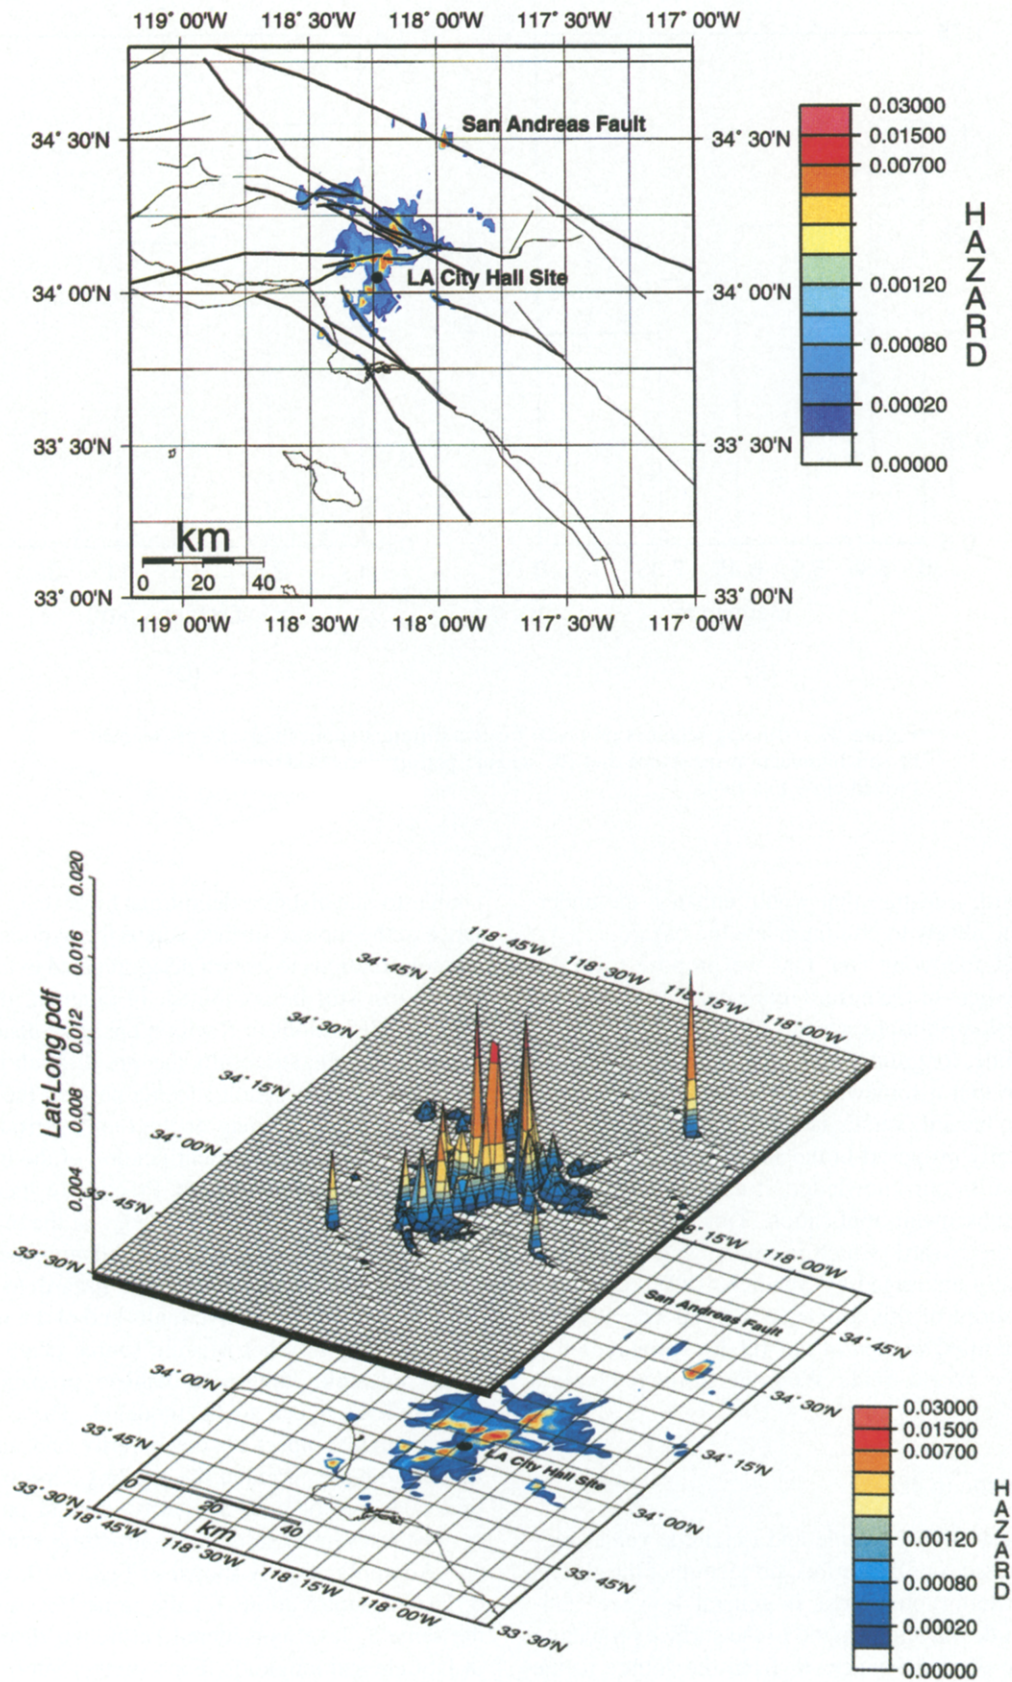 119° 00'W 118° 30'W 118° 00'W 117° 30'W 117° 00'W
San Andreas Fault
34° 30'N
34° 30'N
LA City Hall Site
34° 00'N
34° 00'N
33° 30'N
33° 30'N
km
0 20 40
33° 00'N
33° 00'N
119° 00'W 118° 30'W 118° 00'W 117° 30'W 117° 00'W
0.03000
0.01500
0.00700
0.00120
0.00080
0.00020
0.00000
HAZARD
0.020
0.016
0.012
0.008
0.004
Lat-Long pdf
118° 45'W 118° 30'W 118° 15'W 118° 00'W
34° 45'N
34° 30'N
34° 15'N
34° 00'N
33° 45'N
33° 30'N
8° 15'W 118° 00'W
San Andreas Fault
34° 45'N
34° 30'N
34° 15'N
34° 00'N
33° 45'N
33° 30'N
LA City Hall Site
34° 00'N
33° 45'N
33° 30'N
0 20 40
km
118° 45'W 118° 30'W 118° 15'W 118° 00'W
0.03000
0.01500
0.00700
0.00120
0.00080
0.00020
0.00000
HAZARD